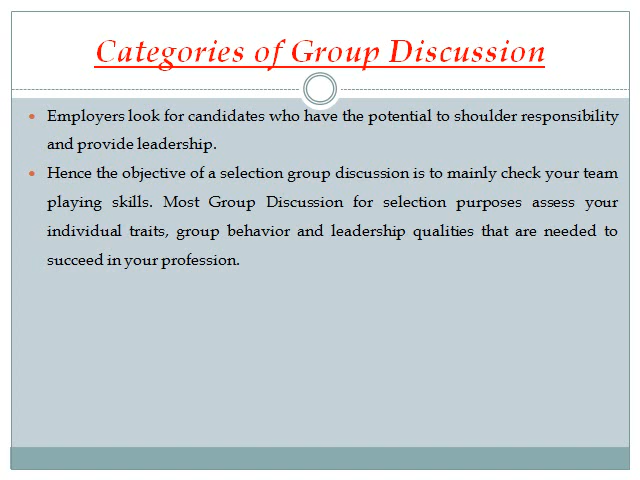 Categories of Group Discussion
Employers look for candidates who have the potential to shoulder responsibility
and provide leadership.
Hence the objective of a selection group discussion is to mainly check your team
playing skills. Most Group Discussion for selection purposes assess your
individual traits, group behavior and leadership qualities that are needed to
succeed in your profession.